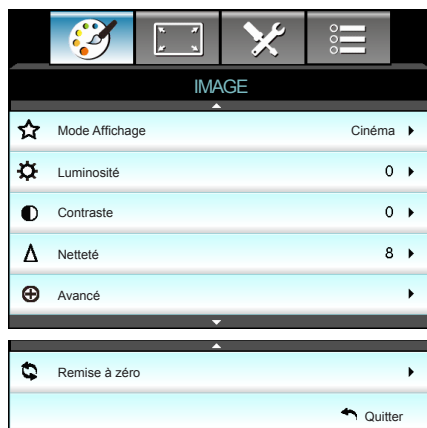 IMAGE
Mode Affichage Cinéma
Luminosité 0
Contraste 0
Netteté 8
Avancé
Remise à zéro
Quitter